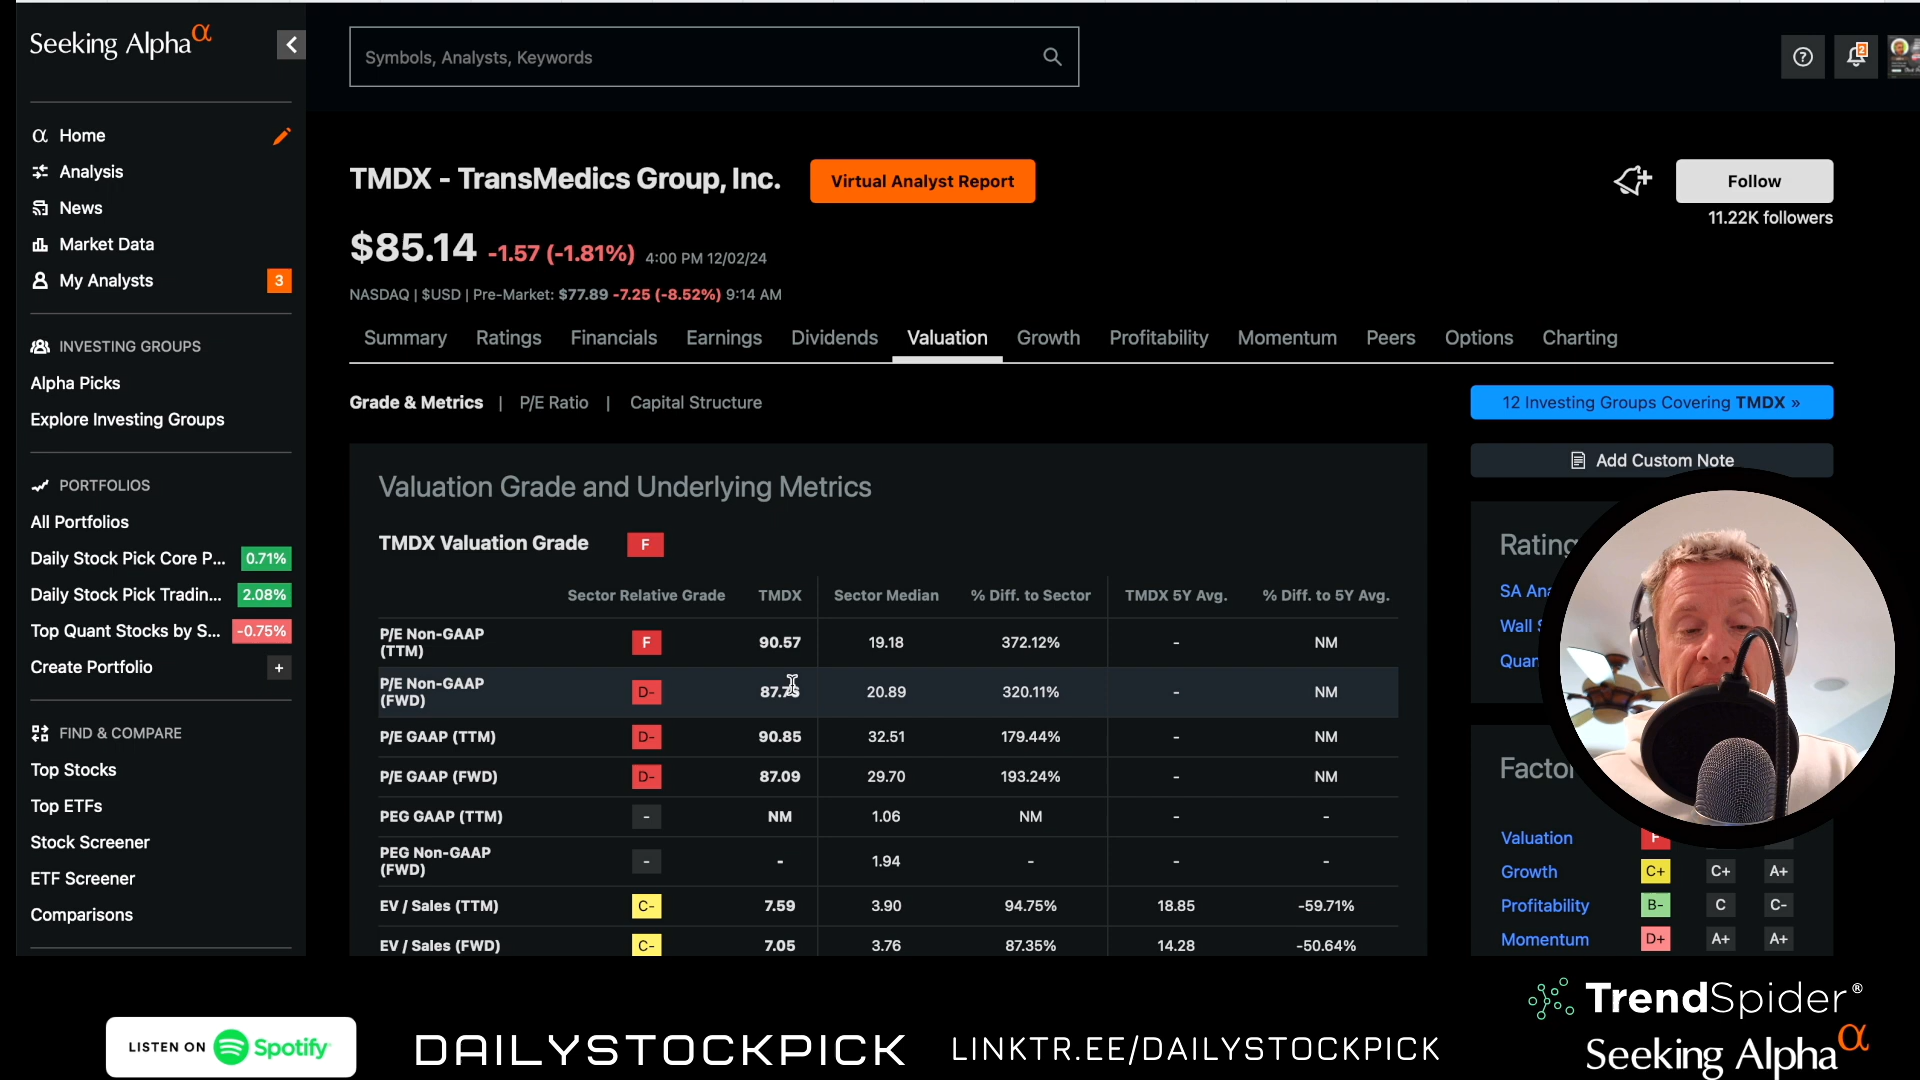 Seeking Alpha α
Symbols, Analysts, Keywords
2
Home
Analysis
News
Market Data
My Analysts 3
INVESTING GROUPS
Alpha Picks
Explore Investing Groups
PORTFOLIOS
All Portfolios
Daily Stock Pick Core P... 0.71%
Daily Stock Pick Tradin... 2.08%
Top Quant Stocks by S... -0.75%
Create Portfolio +
FIND & COMPARE
Top Stocks
Top ETFs
Stock Screener
ETF Screener
Comparisons
TMDX - TransMedics Group, Inc. Virtual Analyst Report
Follow
11.22K followers
$85.14 -1.57 (-1.81%) 4:00 PM 12/02/24
NASDAQ | $USD | Pre-Market: $77.89 -7.25 (-8.52%) 9:14 AM
Summary Ratings Financials Earnings Dividends Valuation Growth Profitability Momentum Peers Options Charting
Grade & Metrics | P/E Ratio | Capital Structure
12 Investing Groups Covering TMDX »
Add Custom Note
Valuation Grade and Underlying Metrics
TMDX Valuation Grade F
Sector Relative Grade TMDX Sector Median % Diff. to Sector TMDX 5Y Avg. % Diff. to 5Y Avg.
P/E Non-GAAP (TTM) F 90.57 19.18 372.12% - NM
P/E Non-GAAP (FWD) D- 20.89 320.11% - NM
P/E GAAP (TTM) D- 90.85 32.51 179.44% - NM
P/E GAAP (FWD) D- 87.09 29.70 193.24% - NM
PEG GAAP (TTM) - NM 1.06 NM - -
PEG Non-GAAP (FWD) - - 1.94 - - -
EV / Sales (TTM) C- 7.59 3.90 94.75% 18.85 -59.71%
EV / Sales (FWD) C- 7.05 3.76 87.35% 14.28 -50.64%
Rating
SA Ana
Wall S
Quan
Factor
Valuation F
Growth C+ C+ A+
Profitability B- C C-
Momentum D+ A+ A+
LISTEN ON Spotify
DAILYSTOCKPICK
LINKTR.EE/DAILYSTOCKPICK
TrendSpider®
Seeking Alpha α